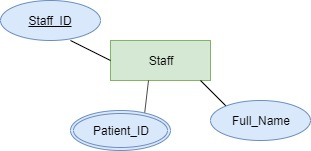 Staff_ID
Staff
Patient_ID
Full_Name